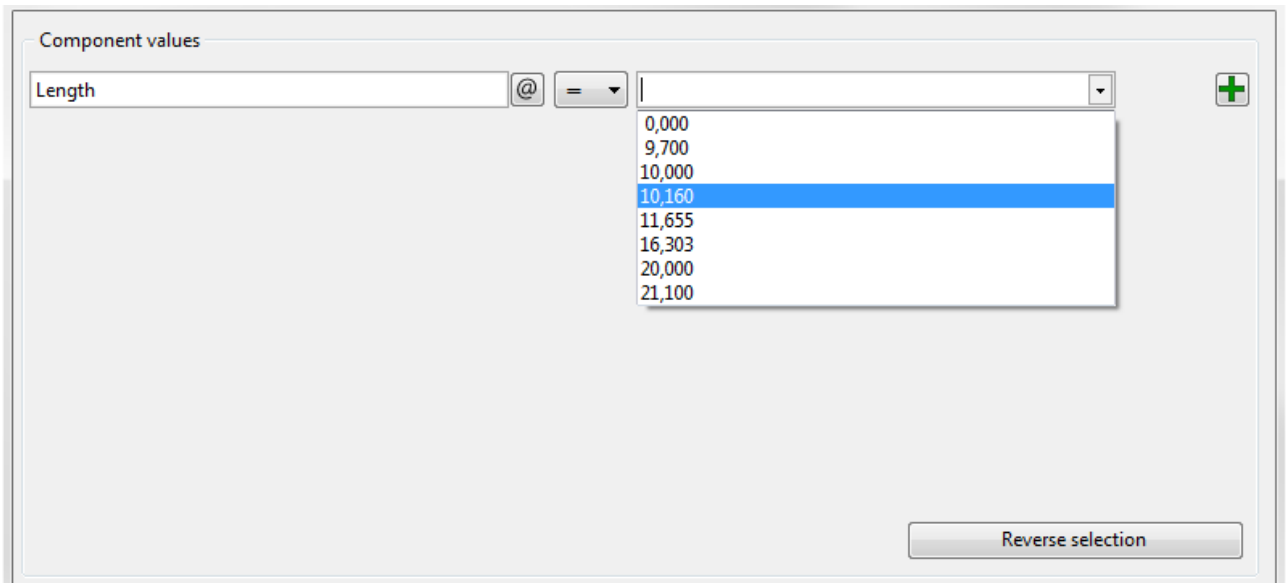 Component values
Length @ =
0,000
9,700
10,000
10,160
11,655
16,303
20,000
21,100
Reverse selection